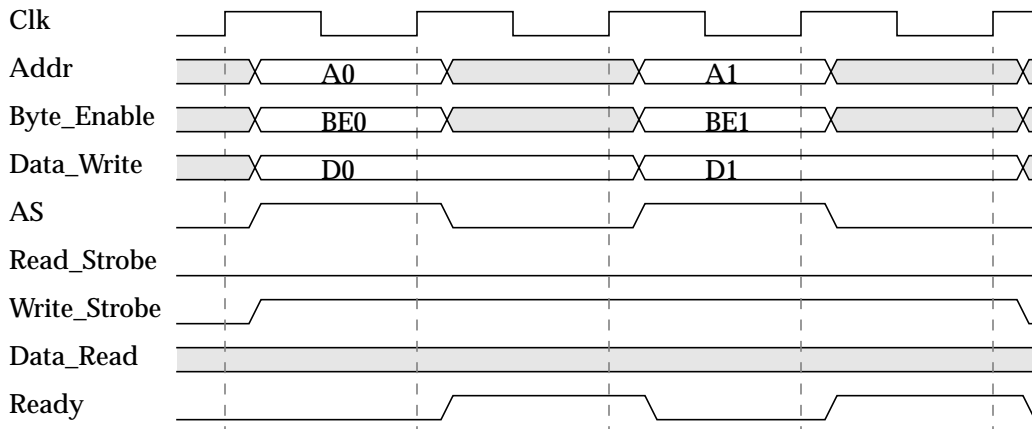 Clk
Addr A0 A1
Byte_Enable BE0 BE1
Data_Write D0 D1
AS
Read_Strobe
Write_Strobe
Data_Read
Ready